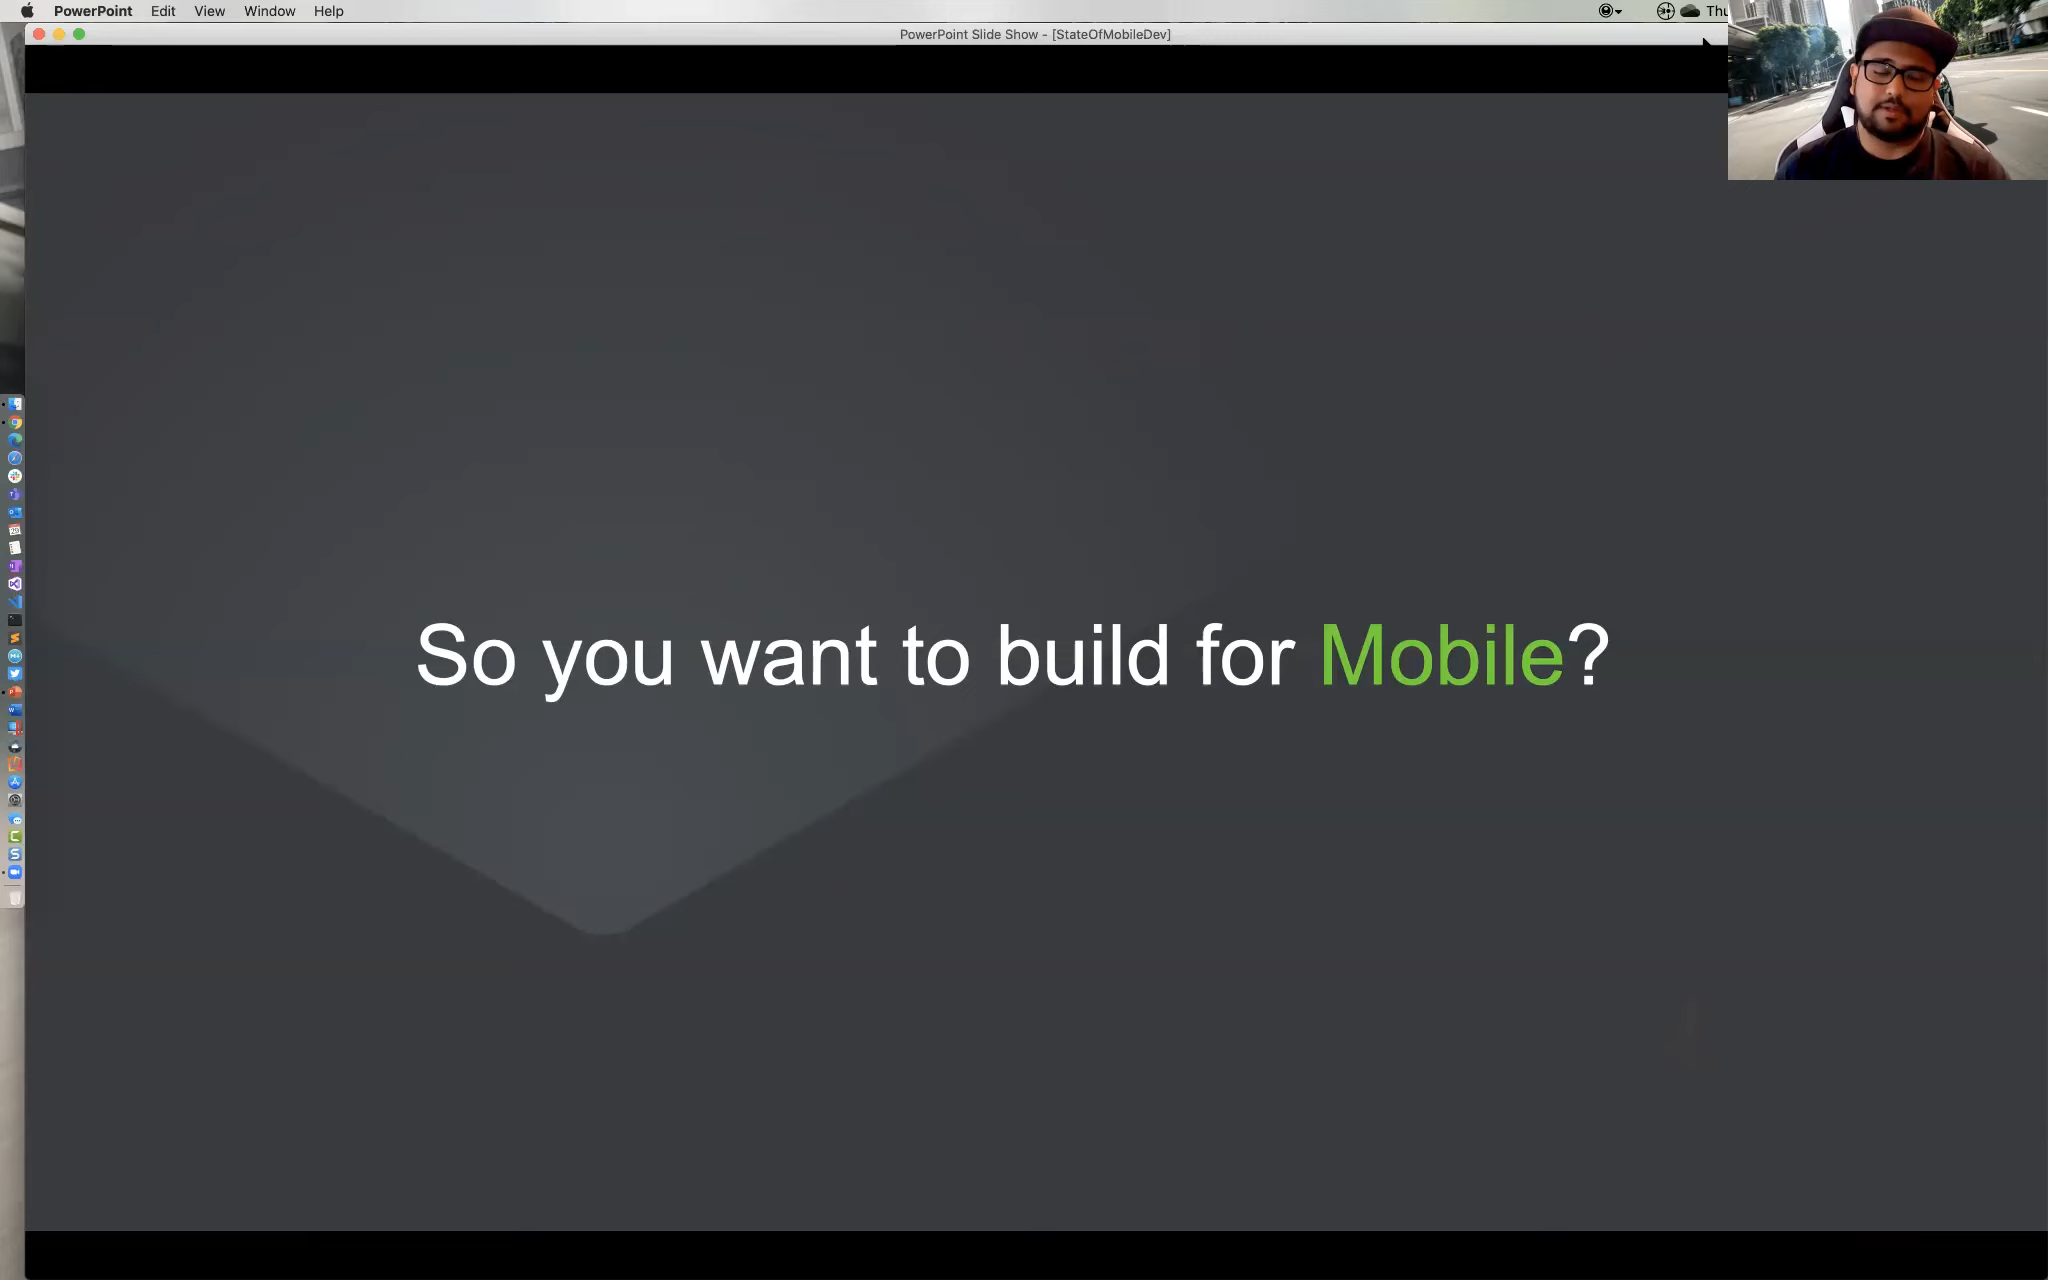 PowerPoint Edit View Window Help Thu
PowerPoint Slide Show - [StateOfMobileDev]
So you want to build for Mobile?